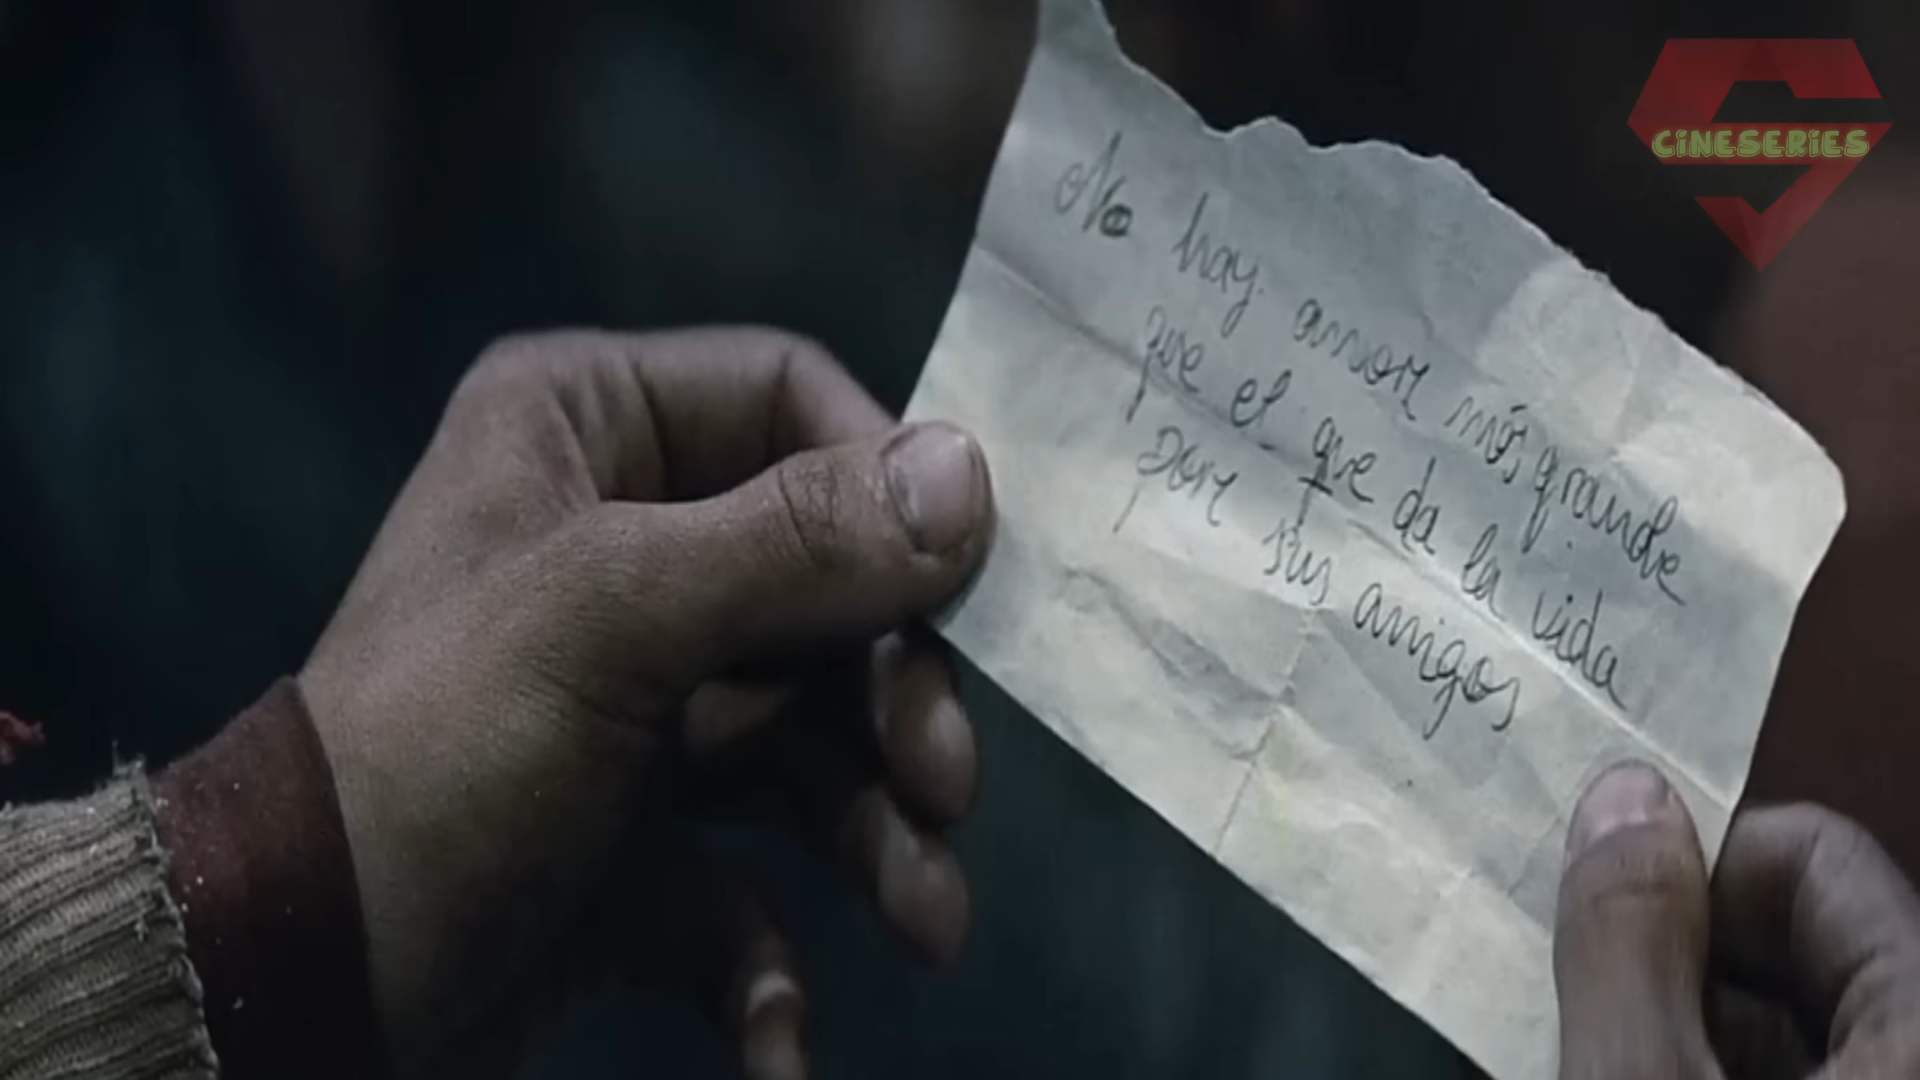 No hay amor más grande
que el que da la vida
por sus amigos
CINESERIES